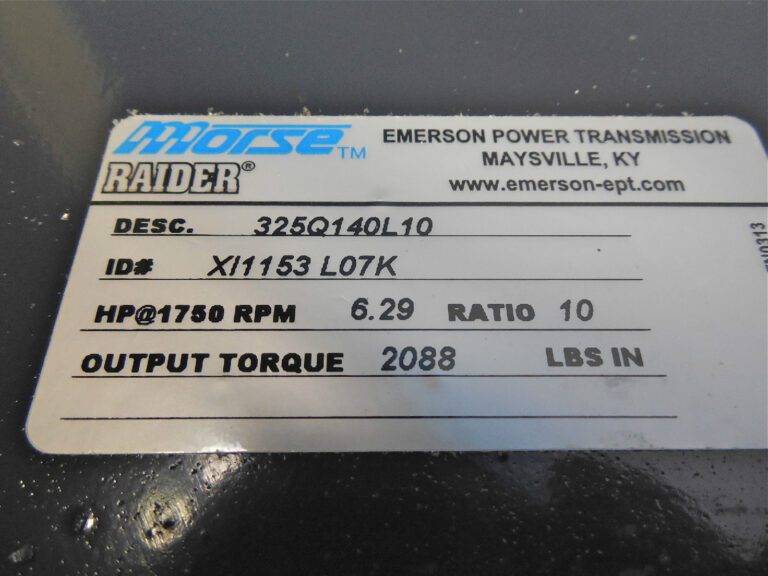 Morse™ EMERSON POWER TRANSMISSION
MAYSVILLE, KY
RAIDER® www.emerson-ept.com
DESC. 325Q140L10
ID# XI1153 L07K
HP@1750 RPM 6.29 RATIO 10
OUTPUT TORQUE 2088 LBS IN